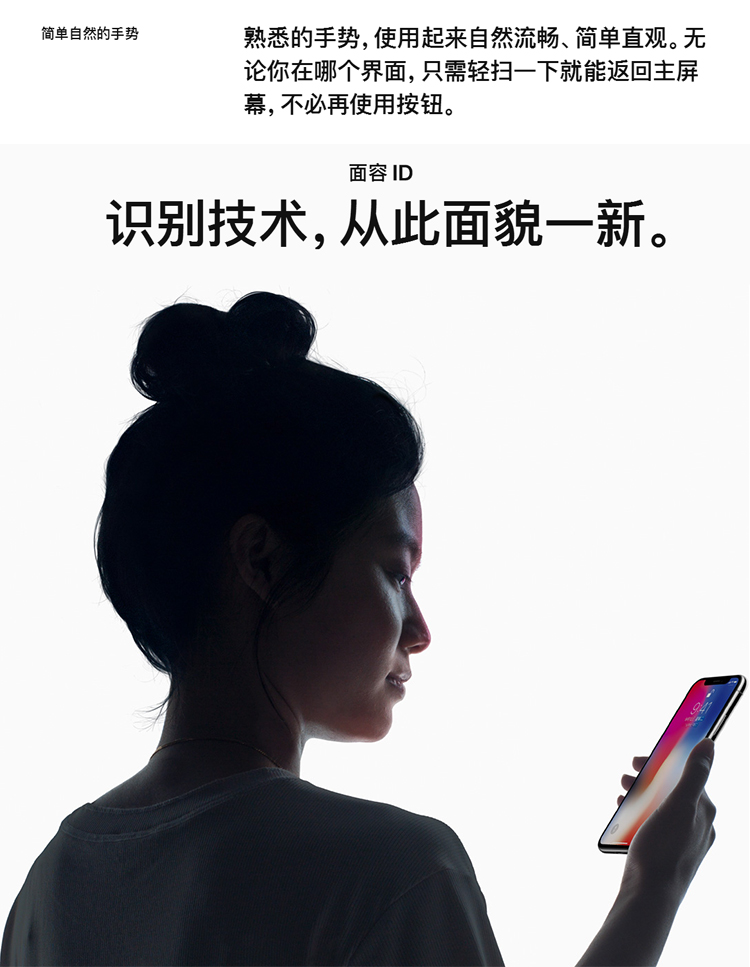 简单自然的手势
熟悉的手势，使用起来自然流畅、简单直观。无
论你在哪个界面，只需轻扫一下就能返回主屏
幕，不必再使用按钮。
面容 ID
识别技术，从此面貌一新。
9:41